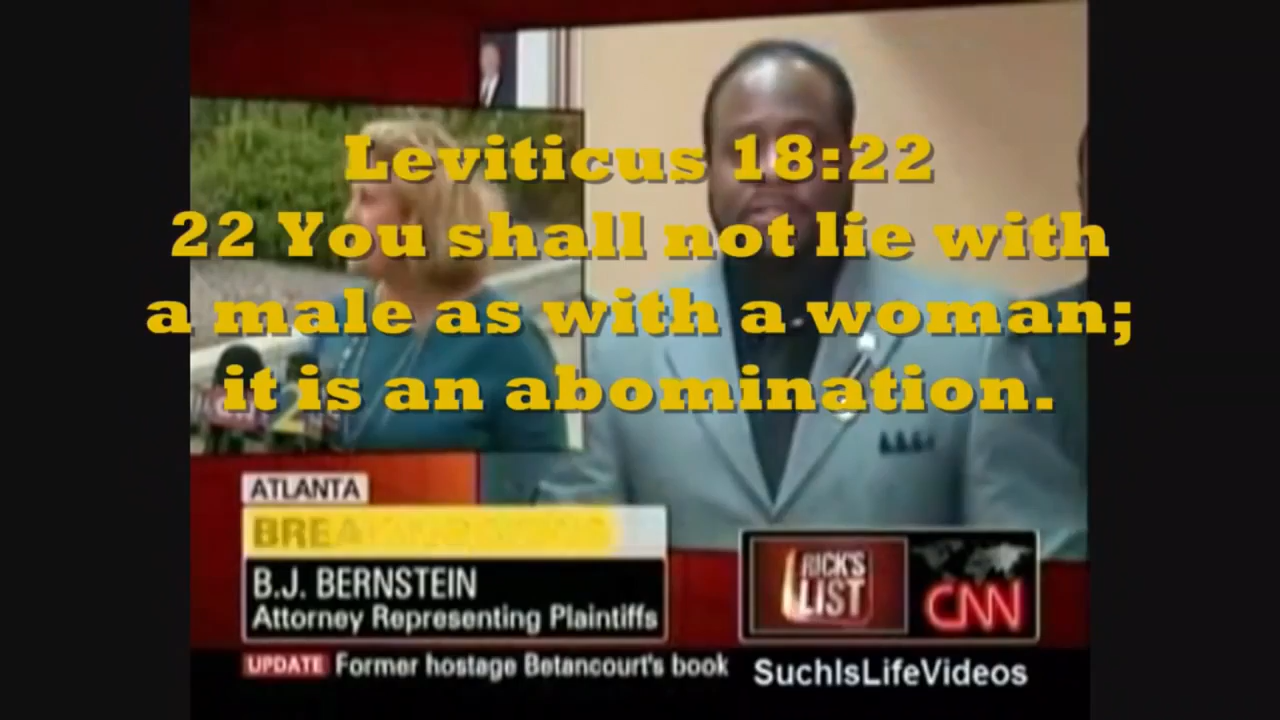 Leviticus 18:22
22 You shall not lie with
a male as with a woman;
it is an abomination.
ATLANTA
B.J. BERNSTEIN
Attorney Representing Plaintiffs
RICK'S
LIST
CNN
UPDATE Former hostage Betancourt's book
SuchIsLifeVideos